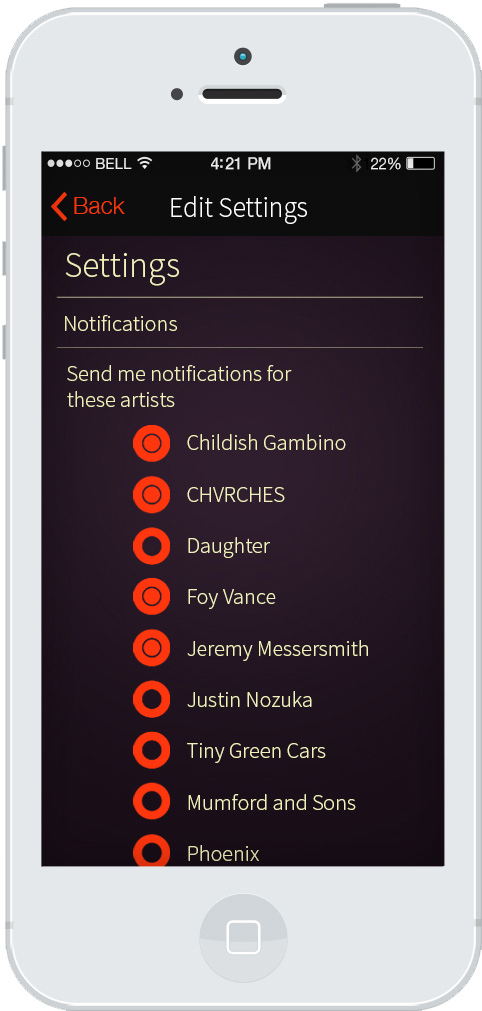 BELL 4:21 PM 22%
Back Edit Settings
Settings
Notifications
Send me notifications for
these artists
Childish Gambino
CHVRCHES
Daughter
Foy Vance
Jeremy Messersmith
Justin Nozuka
Tiny Green Cars
Mumford and Sons
Phoenix